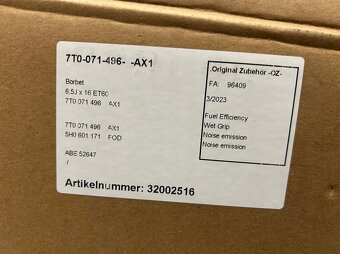 7T0-071-496- -AX1
Borbet
6.5J x 16 ET60
7T0 071 496 AX1
7T0 071 496 AX1
5H0 601 171 FOD
ABE 52647
/
Artikelnummer: 32002516
.Original Zubehör -OZ-
FA: 96409
3/2023
Fuel Efficiency
Wet Grip
Noise emission
Noise emission